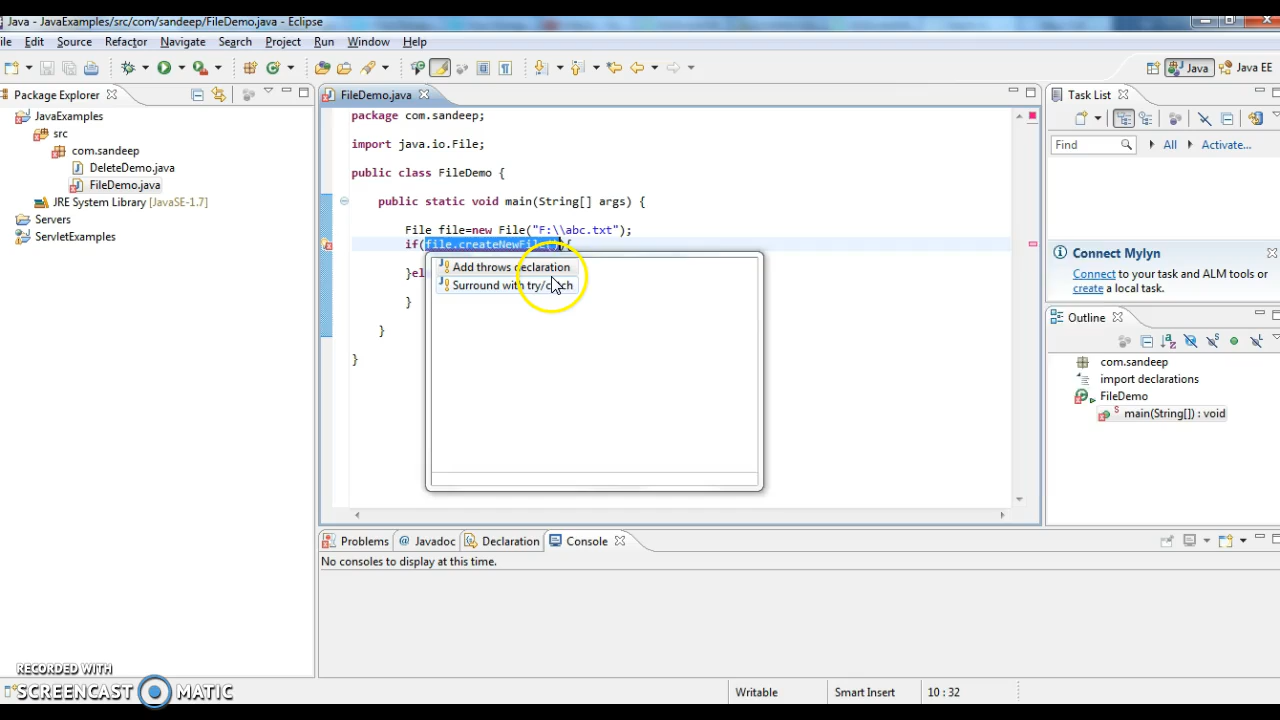 Java - JavaExamples/src/com/sandeep/FileDemo.java - Eclipse
ile Edit Source Refactor Navigate Search Project Run Window Help
Java Java EE
Package Explorer
JavaExamples
src
com.sandeep
DeleteDemo.java
FileDemo.java
JRE System Library [JavaSE-1.7]
Servers
ServletExamples
FileDemo.java
package com.sandeep;
import java.io.File;
public class FileDemo {
public static void main(String[] args) {
File file=new File("F:\\abc.txt");
if(file.createNewFile()){
}el
}
}
}
Add throws declaration
Surround with try/catch
Task List
Find All Activate...
Connect Mylyn
Connect to your task and ALM tools or
create a local task.
Outline
com.sandeep
import declarations
FileDemo
main(String[]) : void
Problems @ Javadoc Declaration Console
No consoles to display at this time.
RECORDED WITH
SCREENCAST MATIC
Writable Smart Insert 10 : 32